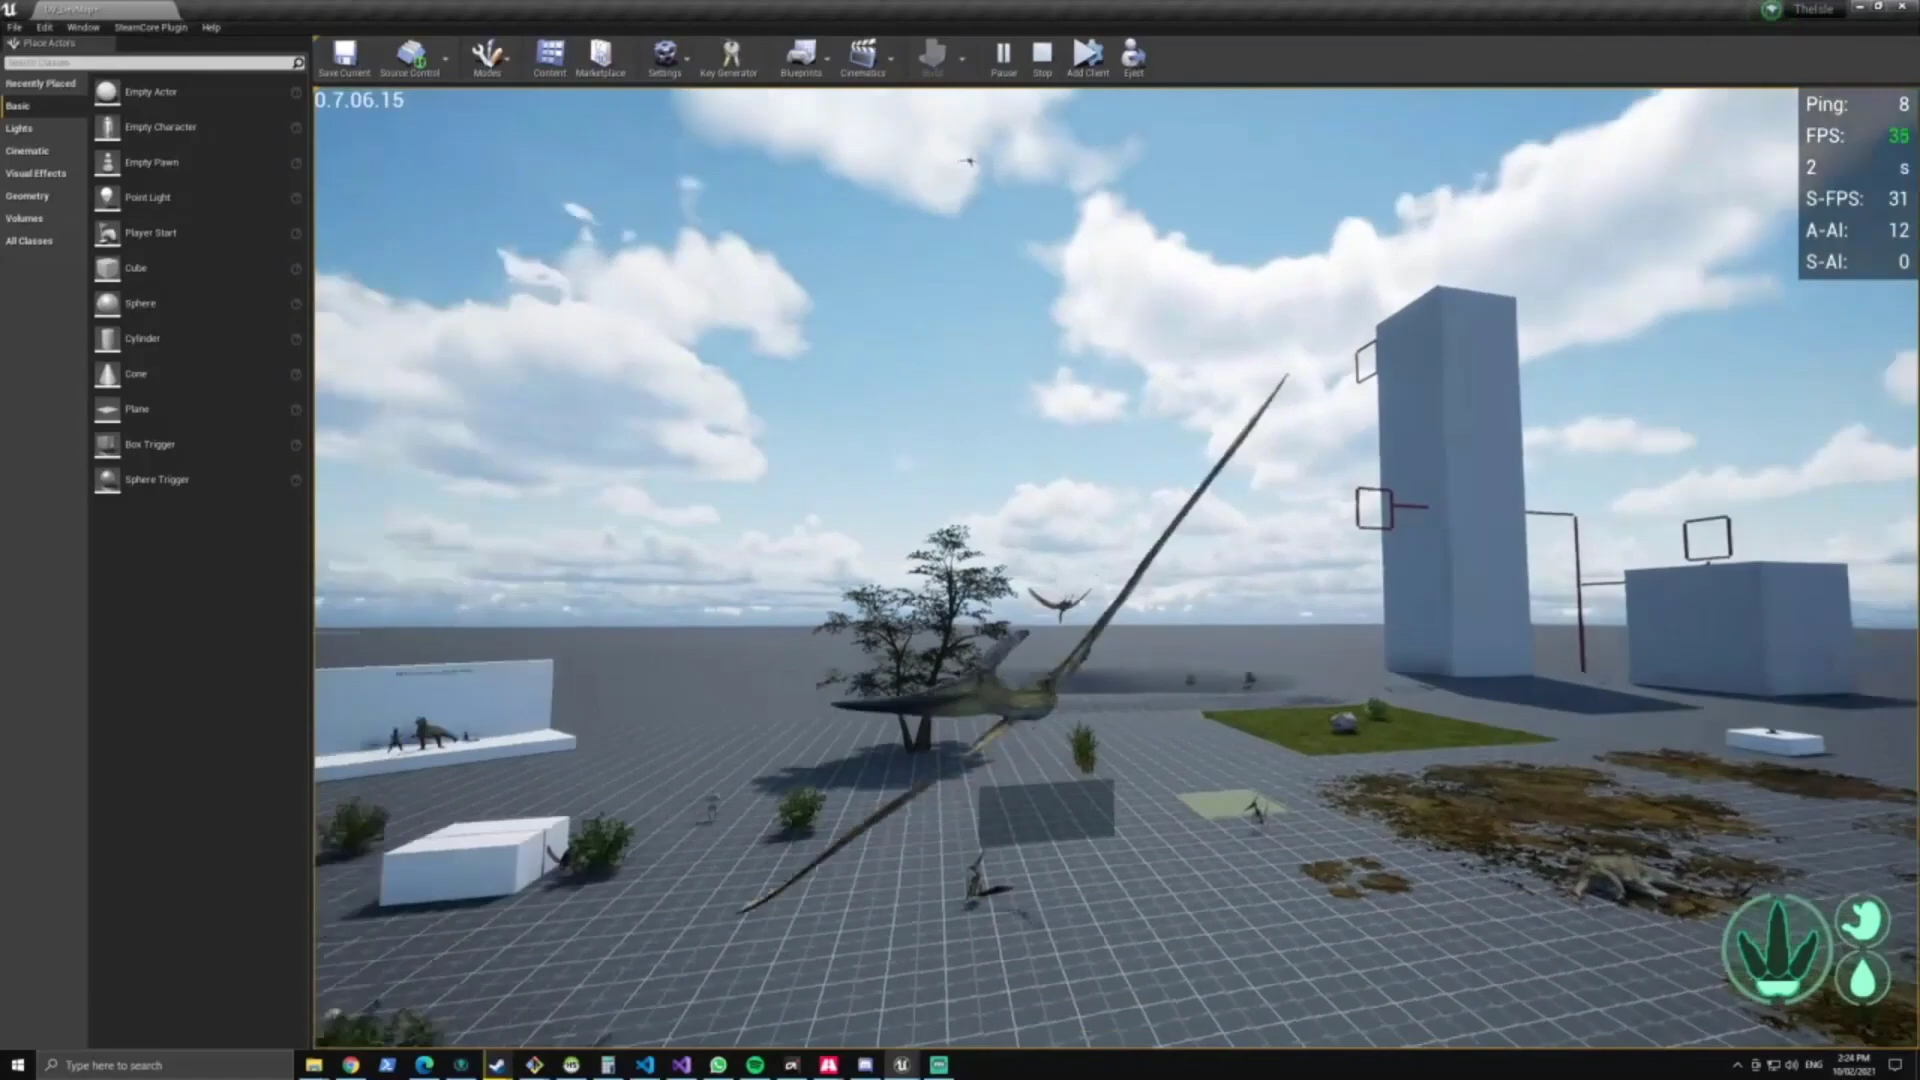 TheIsle
File Edit Window SteamCore Plugin Help
Place Actors
Search Classes
Recently Placed
Basic
Lights
Cinematic
Visual Effects
Geometry
Volumes
All Classes
Empty Actor
Empty Character
Empty Pawn
Point Light
Player Start
Cube
Sphere
Cylinder
Cone
Plane
Box Trigger
Sphere Trigger
Save Current Source Control Modes Content Marketplace Settings Key Generator Blueprints Cinematics Build Pause Stop Add Client Eject
0.7.06.15
Ping: 8
FPS: 35
2 s
S-FPS: 31
A-AI: 12
S-AI: 0
Type here to search
ENG
2:24 PM
10/02/2021